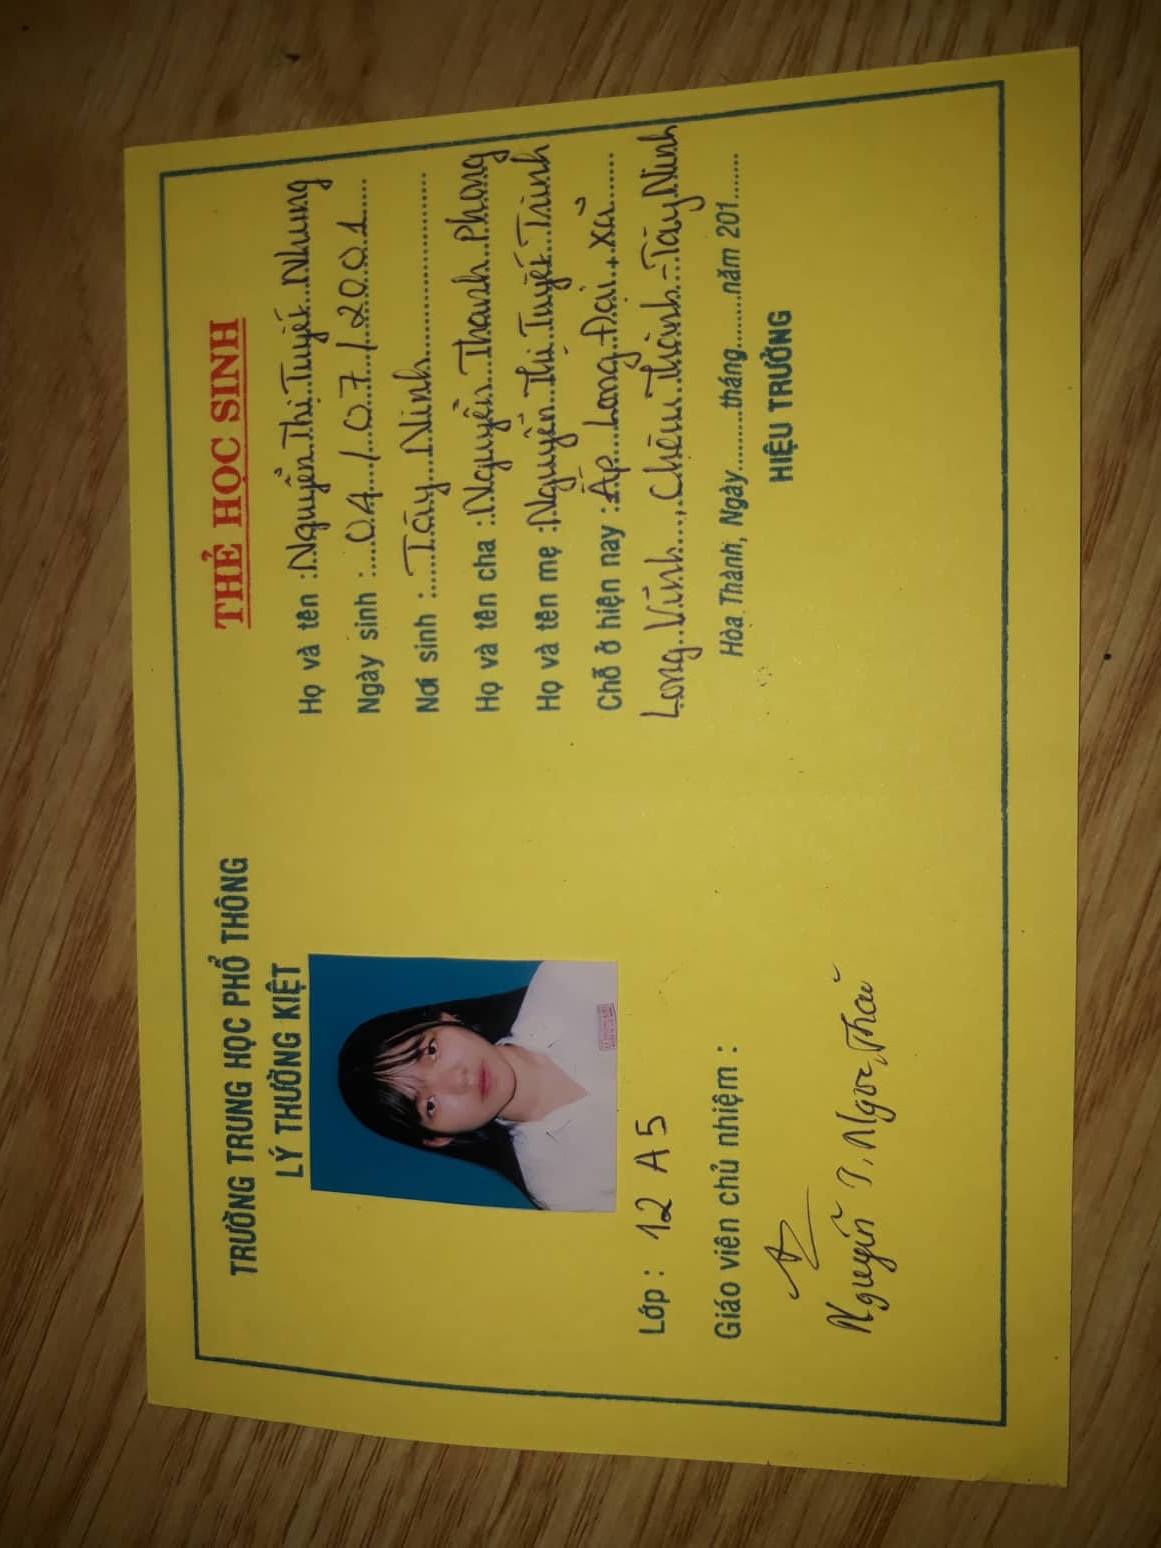 TRƯỜNG TRUNG HỌC PHỔ THÔNG
LÝ THƯỜNG KIỆT
Lớp : 12 A5
Giáo viên chủ nhiệm :
Nguyễn T. Ngọc Thái
THẺ HỌC SINH
Họ và tên : Nguyễn Thị Tuyết Nhung
Ngày sinh : 04 / 07 / 2001
Nơi sinh : Tây Ninh
Họ và tên cha : Nguyễn Thanh Phong
Họ và tên mẹ : Nguyễn Thị Tuyết Trinh
Chỗ ở hiện nay : Ấp Long Đại, xã
Long Vĩnh, Châu Thành - Tây Ninh
Hòa Thành, Ngày.........tháng.........năm 201.......
HIỆU TRƯỞNG